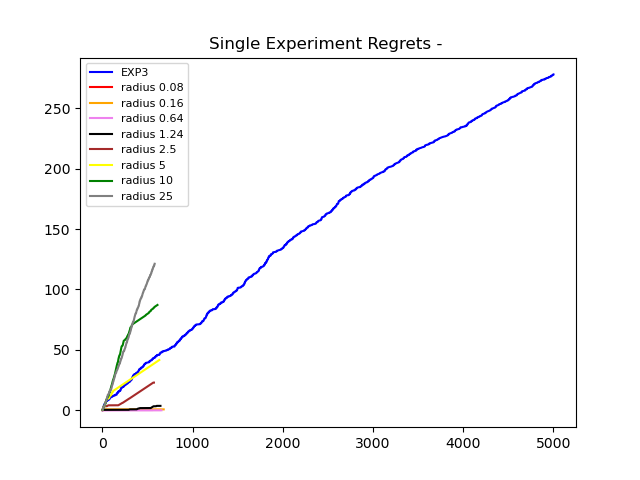 Single Experiment Regrets -
EXP3
radius 0.08
radius 0.16
radius 0.64
radius 1.24
radius 2.5
radius 5
radius 10
radius 25
250
200
150
100
50
0
0 1000 2000 3000 4000 5000